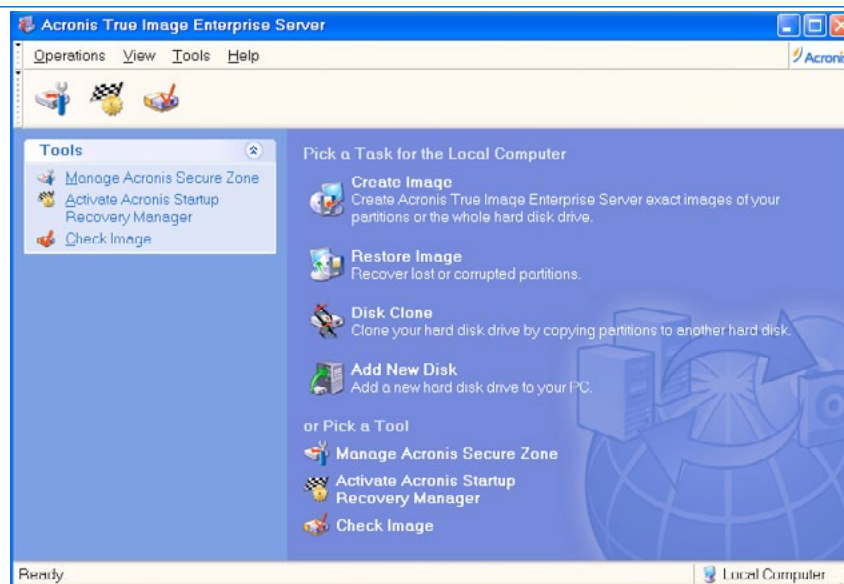 Acronis True Image Enterprise Server
Operations View Tools Help
Acronis
Tools
Manage Acronis Secure Zone
Activate Acronis Startup
Recovery Manager
Check Image
Pick a Task for the Local Computer
Create Image
Create Acronis True Image Enterprise Server exact images of your
partitions or the whole hard disk drive.
Restore Image
Recover lost or corrupted partitions.
Disk Clone
Clone your hard disk drive by copying partitions to another hard disk.
Add New Disk
Add a new hard disk drive to your PC.
or Pick a Tool
Manage Acronis Secure Zone
Activate Acronis Startup
Recovery Manager
Check Image
Ready
Local Computer